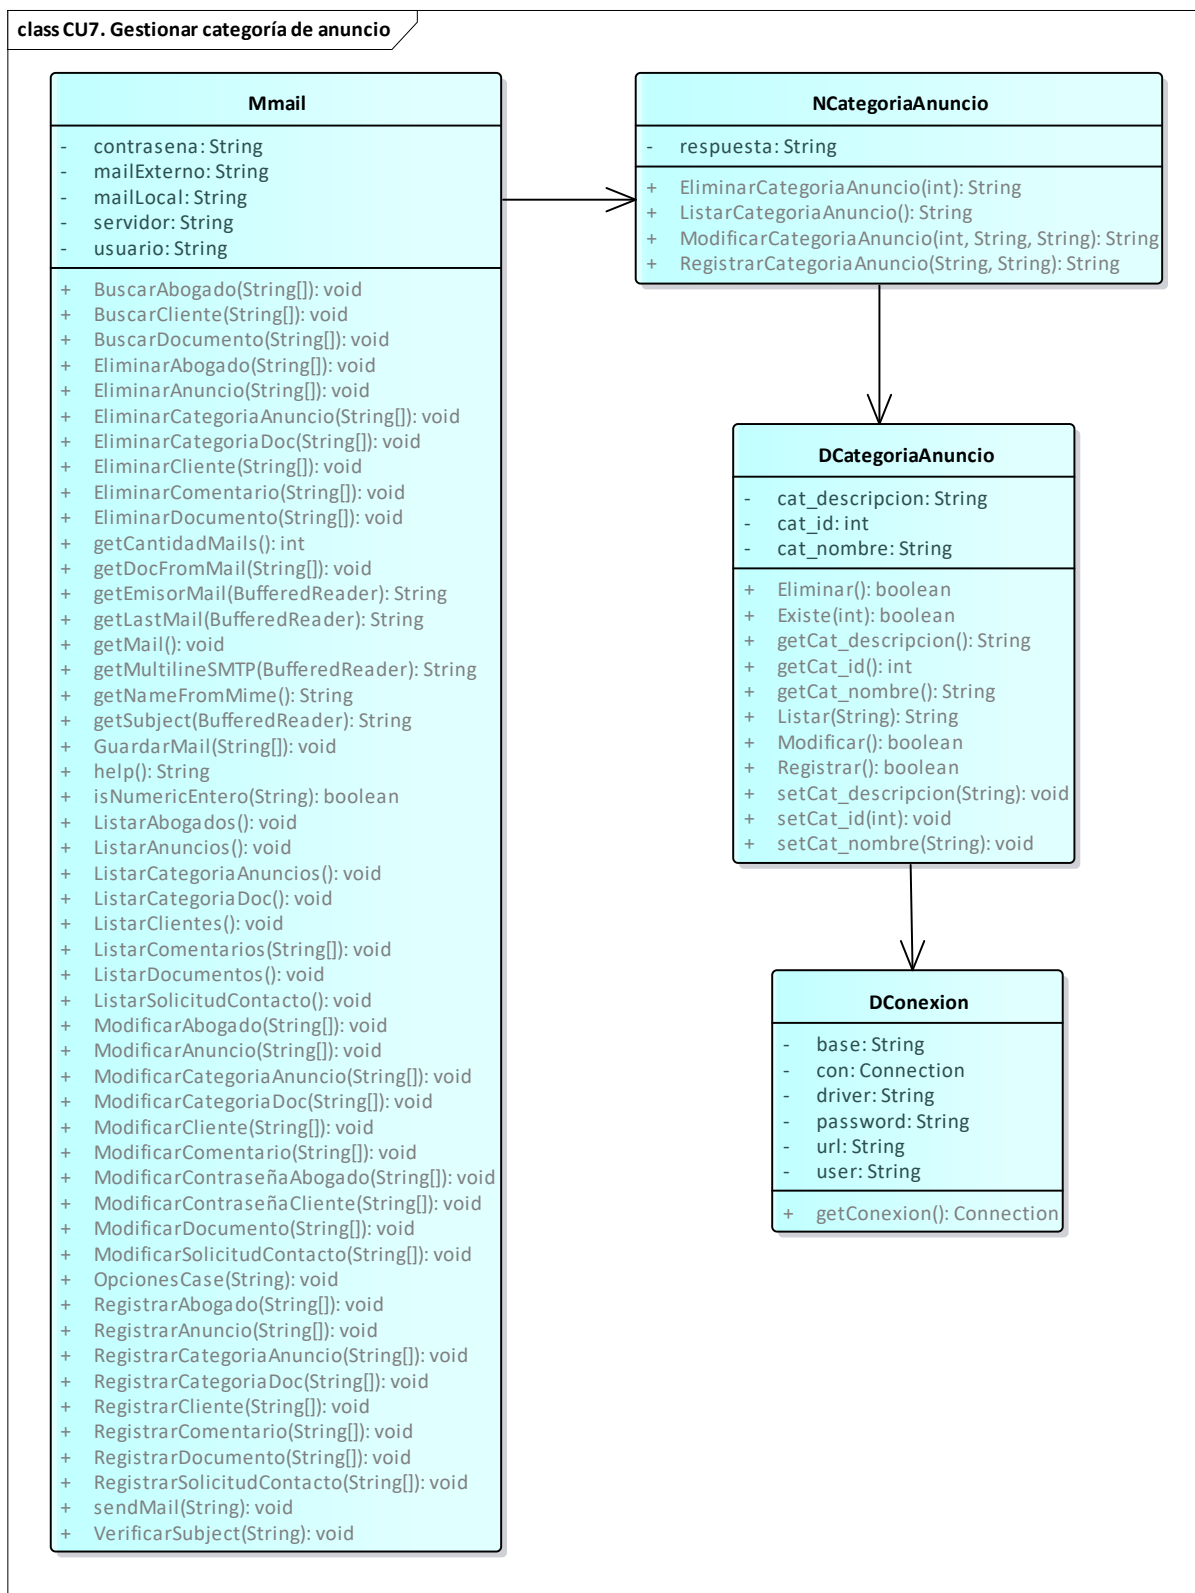 class CU7. Gestionar categoría de anuncio
Mmail
- contrasena: String
- mailExterno: String
- mailLocal: String
- servidor: String
- usuario: String
+ BuscarAbogado(String[]): void
+ BuscarCliente(String[]): void
+ BuscarDocumento(String[]): void
+ EliminarAbogado(String[]): void
+ EliminarAnuncio(String[]): void
+ EliminarCategoriaAnuncio(String[]): void
+ EliminarCategoriaDoc(String[]): void
+ EliminarCliente(String[]): void
+ EliminarComentario(String[]): void
+ EliminarDocumento(String[]): void
+ getCantidadMails(): int
+ getDocFromMail(String[]): void
+ getEmisorMail(BufferedReader): String
+ getLastMail(BufferedReader): String
+ getMail(): void
+ getMultilineSMTP(BufferedReader): String
+ getNameFromMime(): String
+ getSubject(BufferedReader): String
+ GuardarMail(String[]): void
+ help(): String
+ isNumericEntero(String): boolean
+ ListarAbogados(): void
+ ListarAnuncios(): void
+ ListarCategoriaAnuncios(): void
+ ListarCategoriaDoc(): void
+ ListarClientes(): void
+ ListarComentarios(String[]): void
+ ListarDocumentos(): void
+ ListarSolicitudContacto(): void
+ ModificarAbogado(String[]): void
+ ModificarAnuncio(String[]): void
+ ModificarCategoriaAnuncio(String[]): void
+ ModificarCategoriaDoc(String[]): void
+ ModificarCliente(String[]): void
+ ModificarComentario(String[]): void
+ ModificarContraseñaAbogado(String[]): void
+ ModificarContraseñaCliente(String[]): void
+ ModificarDocumento(String[]): void
+ ModificarSolicitudContacto(String[]): void
+ OpcionesCase(String): void
+ RegistrarAbogado(String[]): void
+ RegistrarAnuncio(String[]): void
+ RegistrarCategoriaAnuncio(String[]): void
+ RegistrarCategoriaDoc(String[]): void
+ RegistrarCliente(String[]): void
+ RegistrarComentario(String[]): void
+ RegistrarDocumento(String[]): void
+ RegistrarSolicitudContacto(String[]): void
+ sendMail(String): void
+ VerificarSubject(String): void
NCategoriaAnuncio
- respuesta: String
+ EliminarCategoriaAnuncio(int): String
+ ListarCategoriaAnuncio(): String
+ ModificarCategoriaAnuncio(int, String, String): String
+ RegistrarCategoriaAnuncio(String, String): String
DCategoriaAnuncio
- cat_descripcion: String
- cat_id: int
- cat_nombre: String
+ Eliminar(): boolean
+ Existe(int): boolean
+ getCat_descripcion(): String
+ getCat_id(): int
+ getCat_nombre(): String
+ Listar(String): String
+ Modificar(): boolean
+ Registrar(): boolean
+ setCat_descripcion(String): void
+ setCat_id(int): void
+ setCat_nombre(String): void
DConexion
- base: String
- con: Connection
- driver: String
- password: String
- url: String
- user: String
+ getConexion(): Connection